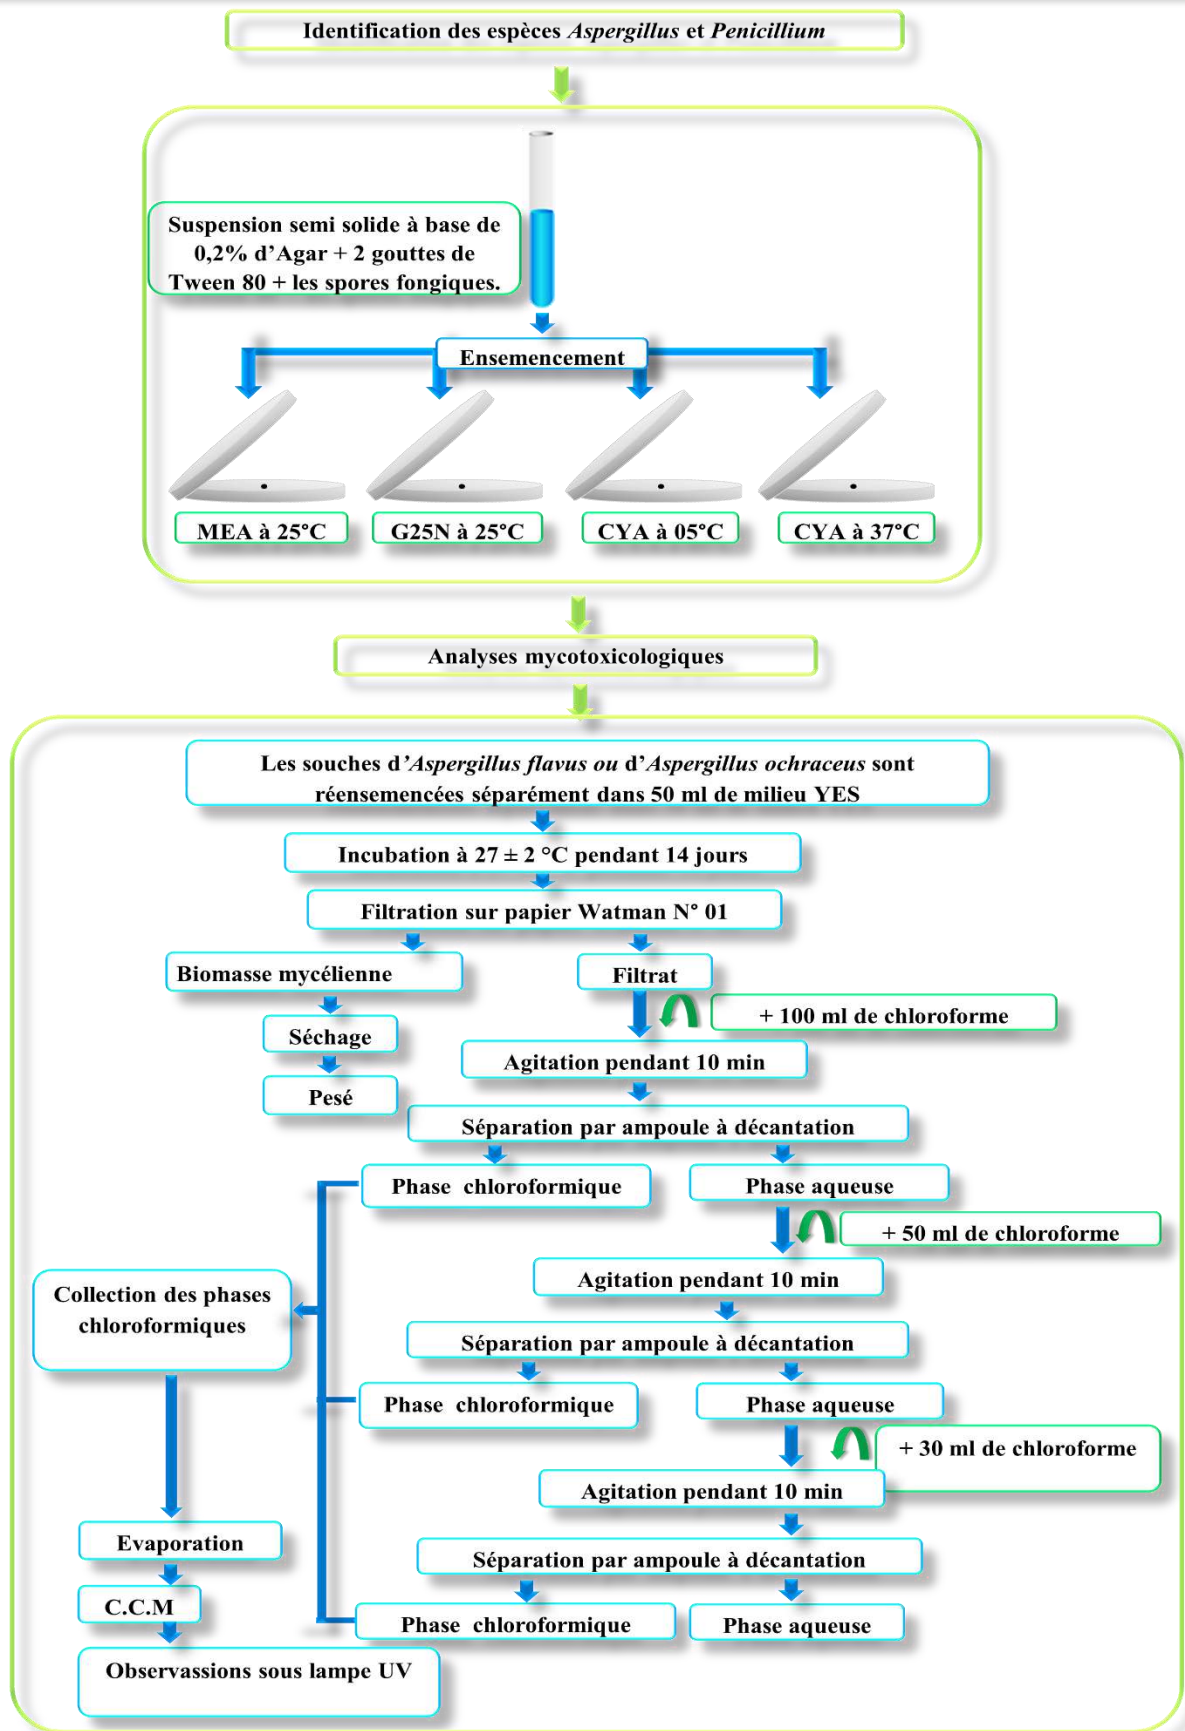 Identification des espèces Aspergillus et Penicillium
Suspension semi solide à base de
0,2% d’Agar + 2 gouttes de
Tween 80 + les spores fongiques.
Ensemencement
MEA à 25°C
G25N à 25°C
CYA à 05°C
CYA à 37°C
Analyses mycotoxicologiques
Les souches d’Aspergillus flavus ou d’Aspergillus ochraceus sont
réensemencées séparément dans 50 ml de milieu YES
Incubation à 27 ± 2 °C pendant 14 jours
Filtration sur papier Watman N° 01
Biomasse mycélienne
Filtrat
+ 100 ml de chloroforme
Séchage
Agitation pendant 10 min
Pesé
Séparation par ampoule à décantation
Phase chloroformique
Phase aqueuse
+ 50 ml de chloroforme
Agitation pendant 10 min
Collection des phases
chloroformiques
Séparation par ampoule à décantation
Phase chloroformique
Phase aqueuse
+ 30 ml de chloroforme
Agitation pendant 10 min
Evaporation
Séparation par ampoule à décantation
C.C.M
Phase chloroformique
Phase aqueuse
Observassions sous lampe UV